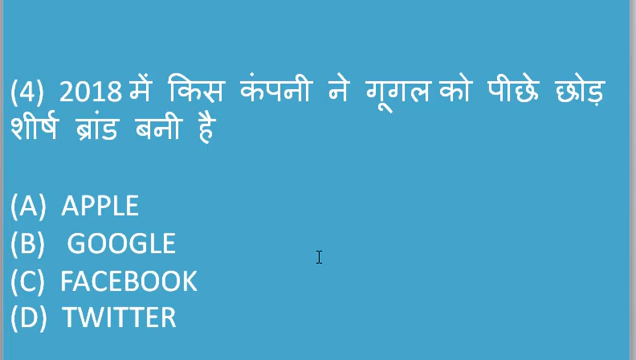 (4) 2018 में किस कंपनी ने गूगल को पीछे छोड़
शीर्ष ब्रांड बनी है
(A) APPLE
(B) GOOGLE
(C) FACEBOOK
(D) TWITTER